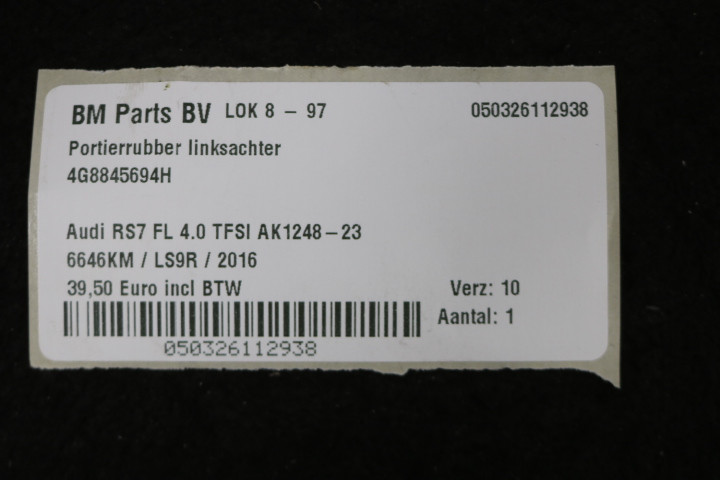 BM Parts BV LOK 8 - 97 050326112938
Portierrubber linksachter
4G8845694H
Audi RS7 FL 4.0 TFSI AK1248-23
6646KM / LS9R / 2016
39,50 Euro incl BTW Verz: 10
Aantal: 1
050326112938